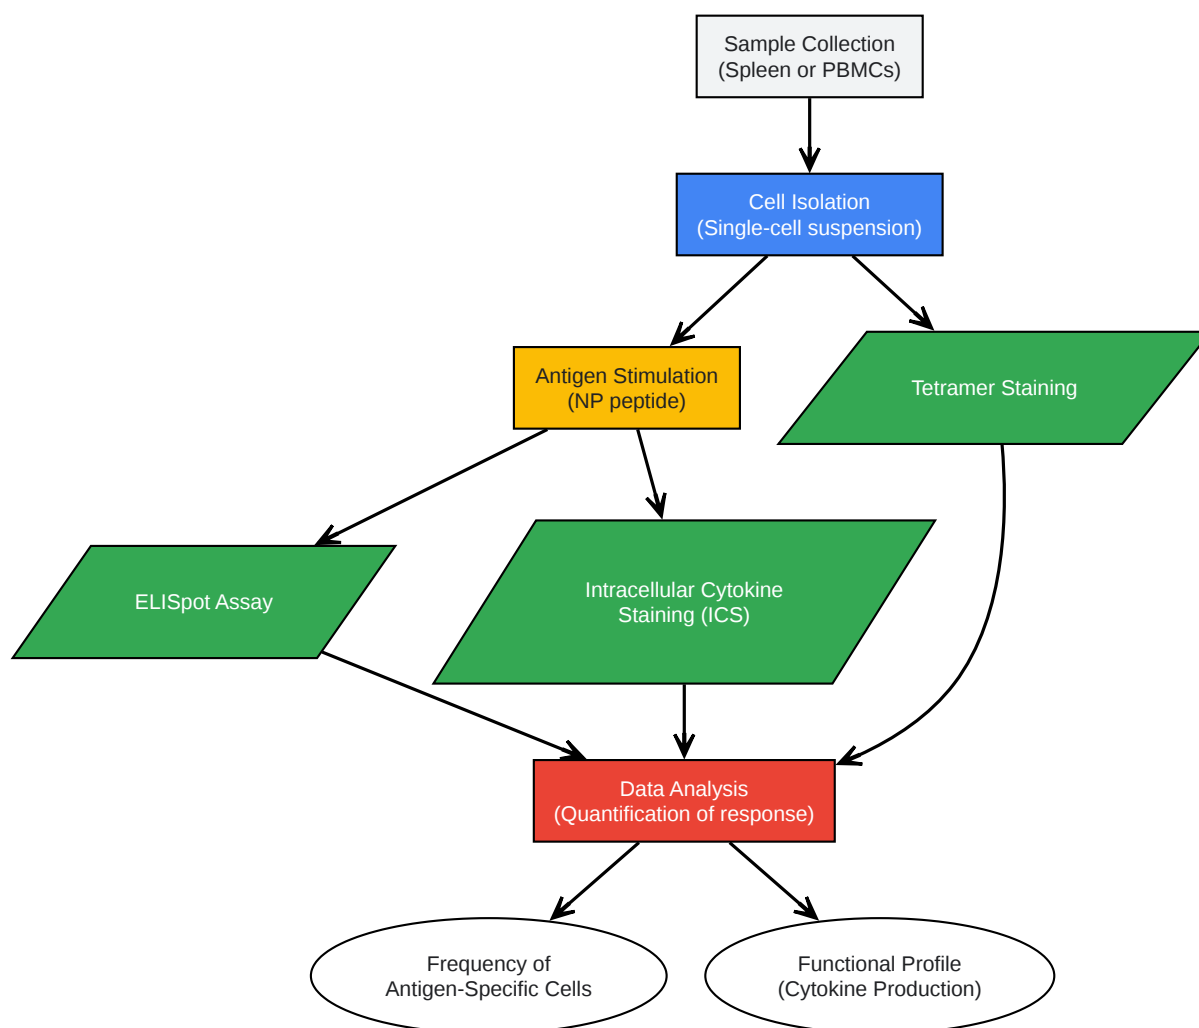 Sample Collection
(Spleen or PBMCs)
Cell Isolation
(Single-cell suspension)
Antigen Stimulation
(NP peptide)
Tetramer Staining
ELISpot Assay
Intracellular Cytokine
Staining (ICS)
Data Analysis
(Quantification of response)
Frequency of
Antigen-Specific Cells
Functional Profile
(Cytokine Production)